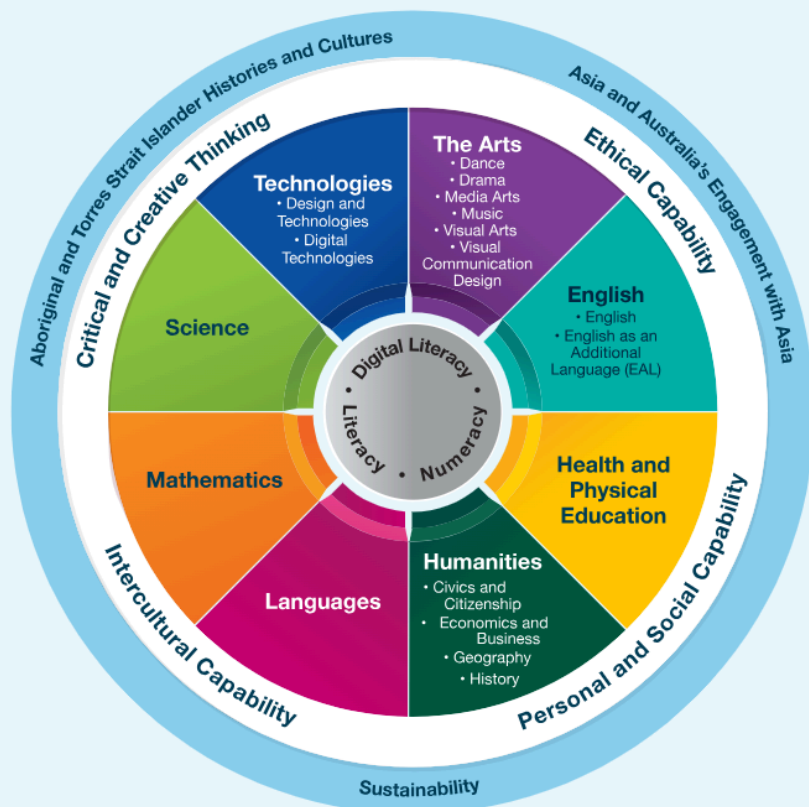 Aboriginal and Torres Strait Islander Histories and Cultures
Asia and Australia's Engagement with Asia
Sustainability
Critical and Creative Thinking
Ethical Capability
Personal and Social Capability
Intercultural Capability
Technologies
• Design and
Technologies
• Digital
Technologies
The Arts
• Dance
• Drama
• Media Arts
• Music
• Visual Arts
• Visual
Communication
Design
English
• English
• English as an
Additional
Language (EAL)
Health and
Physical
Education
Humanities
• Civics and
Citizenship
• Economics and
Business
• Geography
• History
Languages
Mathematics
Science
• Digital Literacy •
Numeracy
• Literacy